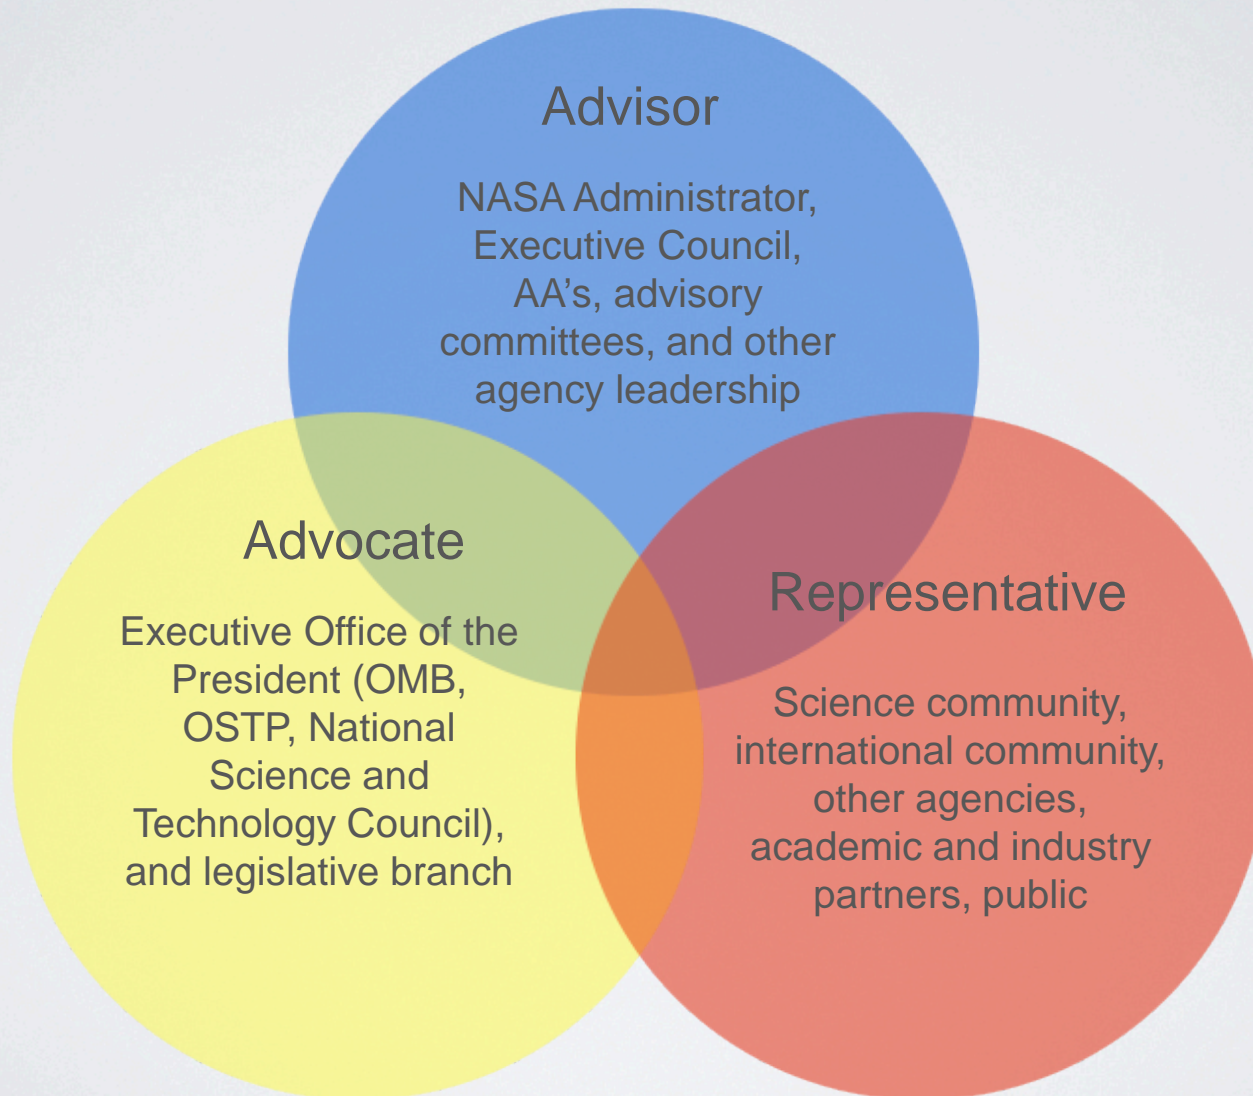 Advisor
NASA Administrator,
Executive Council,
AA’s, advisory
committees, and other
agency leadership
Advocate
Executive Office of the
President (OMB,
OSTP, National
Science and
Technology Council),
and legislative branch
Representative
Science community,
international community,
other agencies,
academic and industry
partners, public